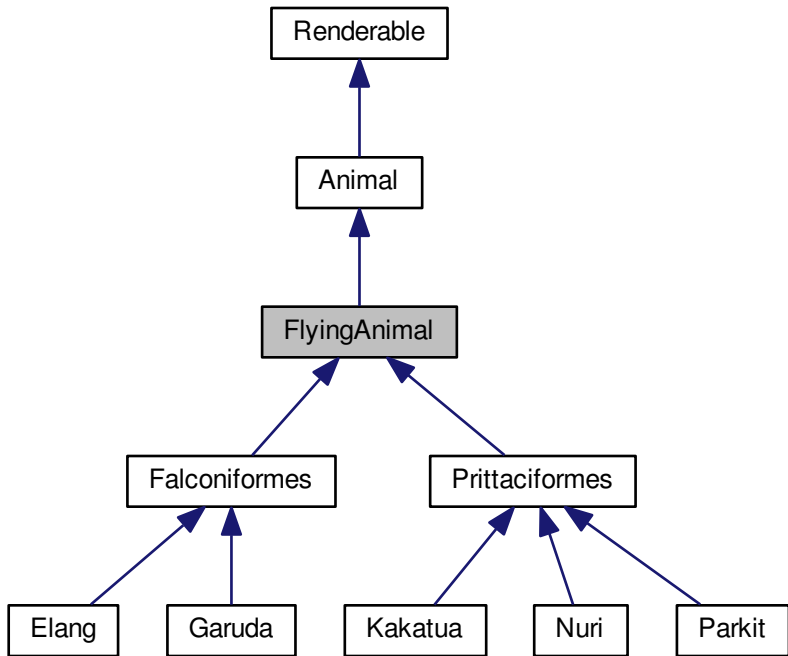 Renderable
Animal
FlyingAnimal
Falconiformes
Prittaciformes
Elang
Garuda
Kakatua
Nuri
Parkit